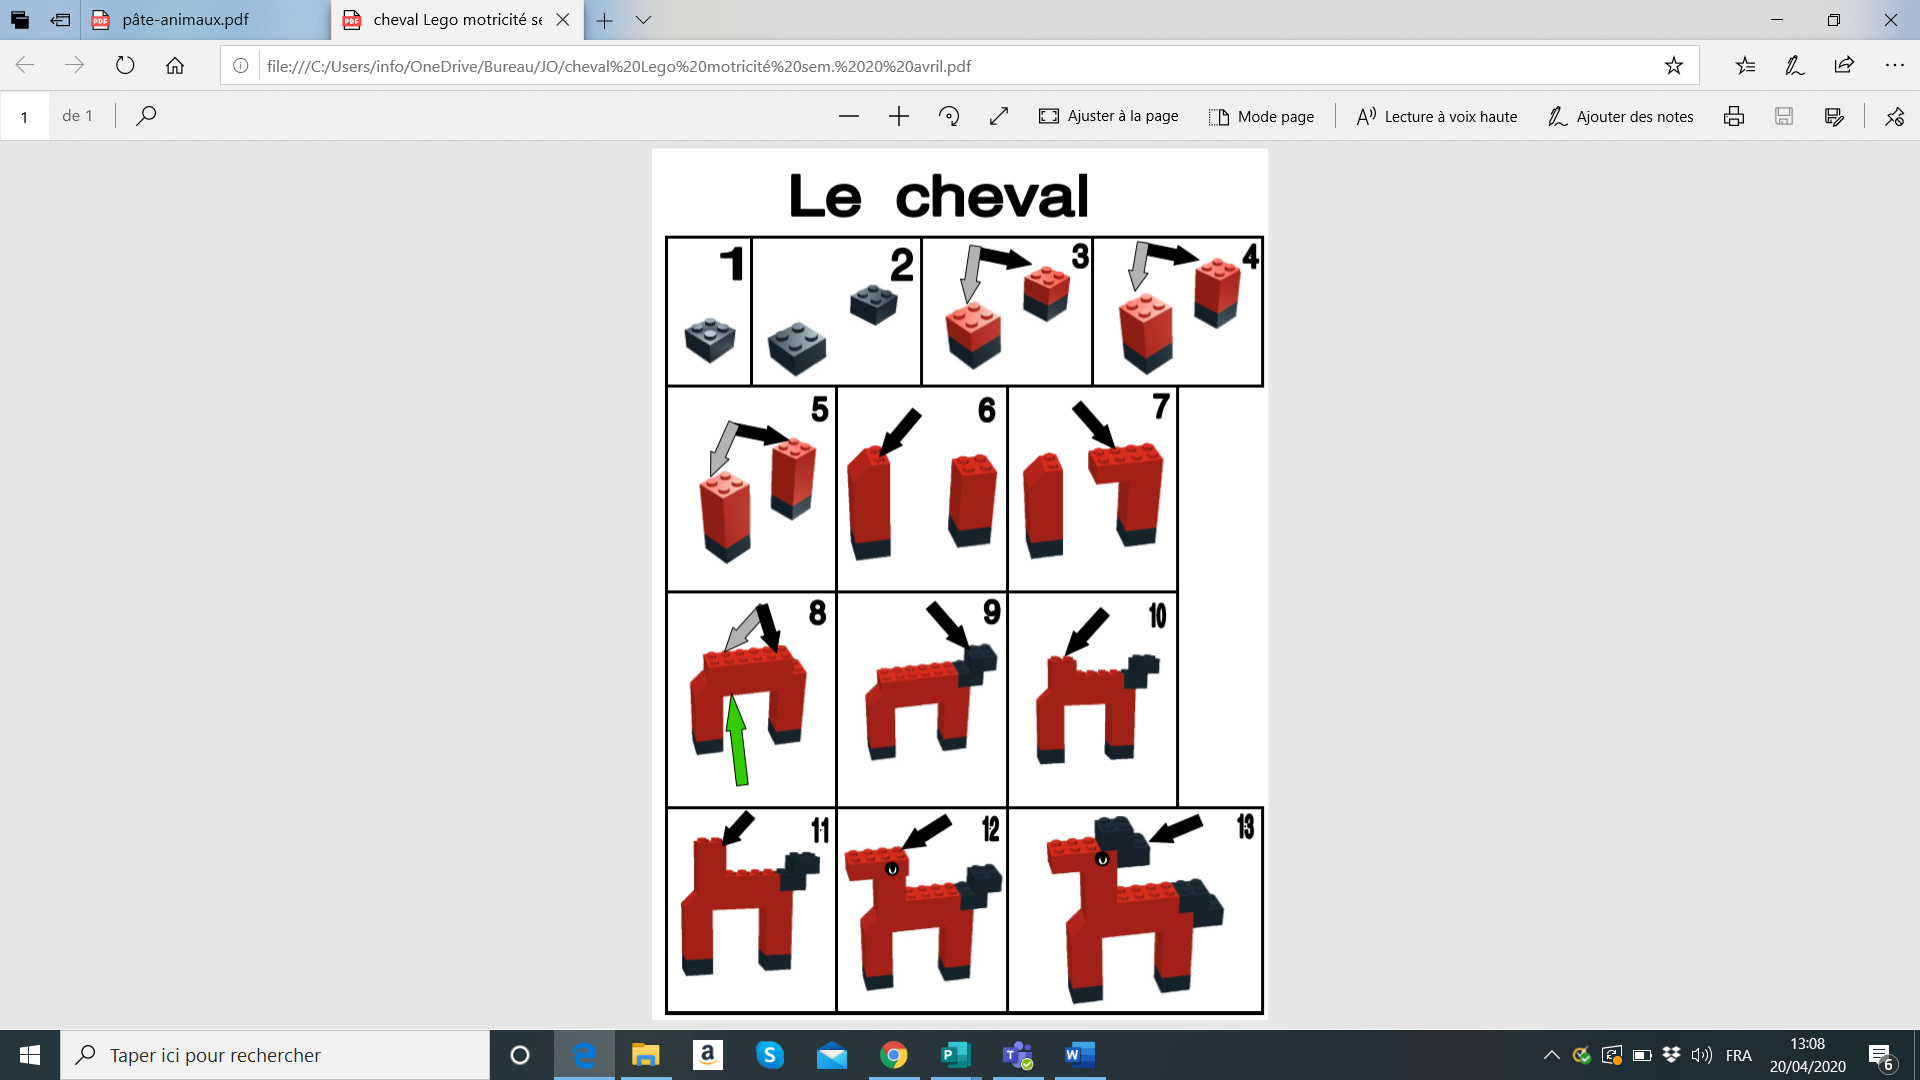 pâte-animaux.pdf
cheval Lego motricité se
file:///C:/Users/info/OneDrive/Bureau/JO/cheval%20Lego%20motricité%20sem.%2020%20avril.pdf
1 de 1
Ajuster à la page
Mode page
Lecture à voix haute
Ajouter des notes
Le cheval
1 2 3 4
5 6 7
8 9 10
11 12 13
Taper ici pour rechercher
FRA
13:08
20/04/2020
6